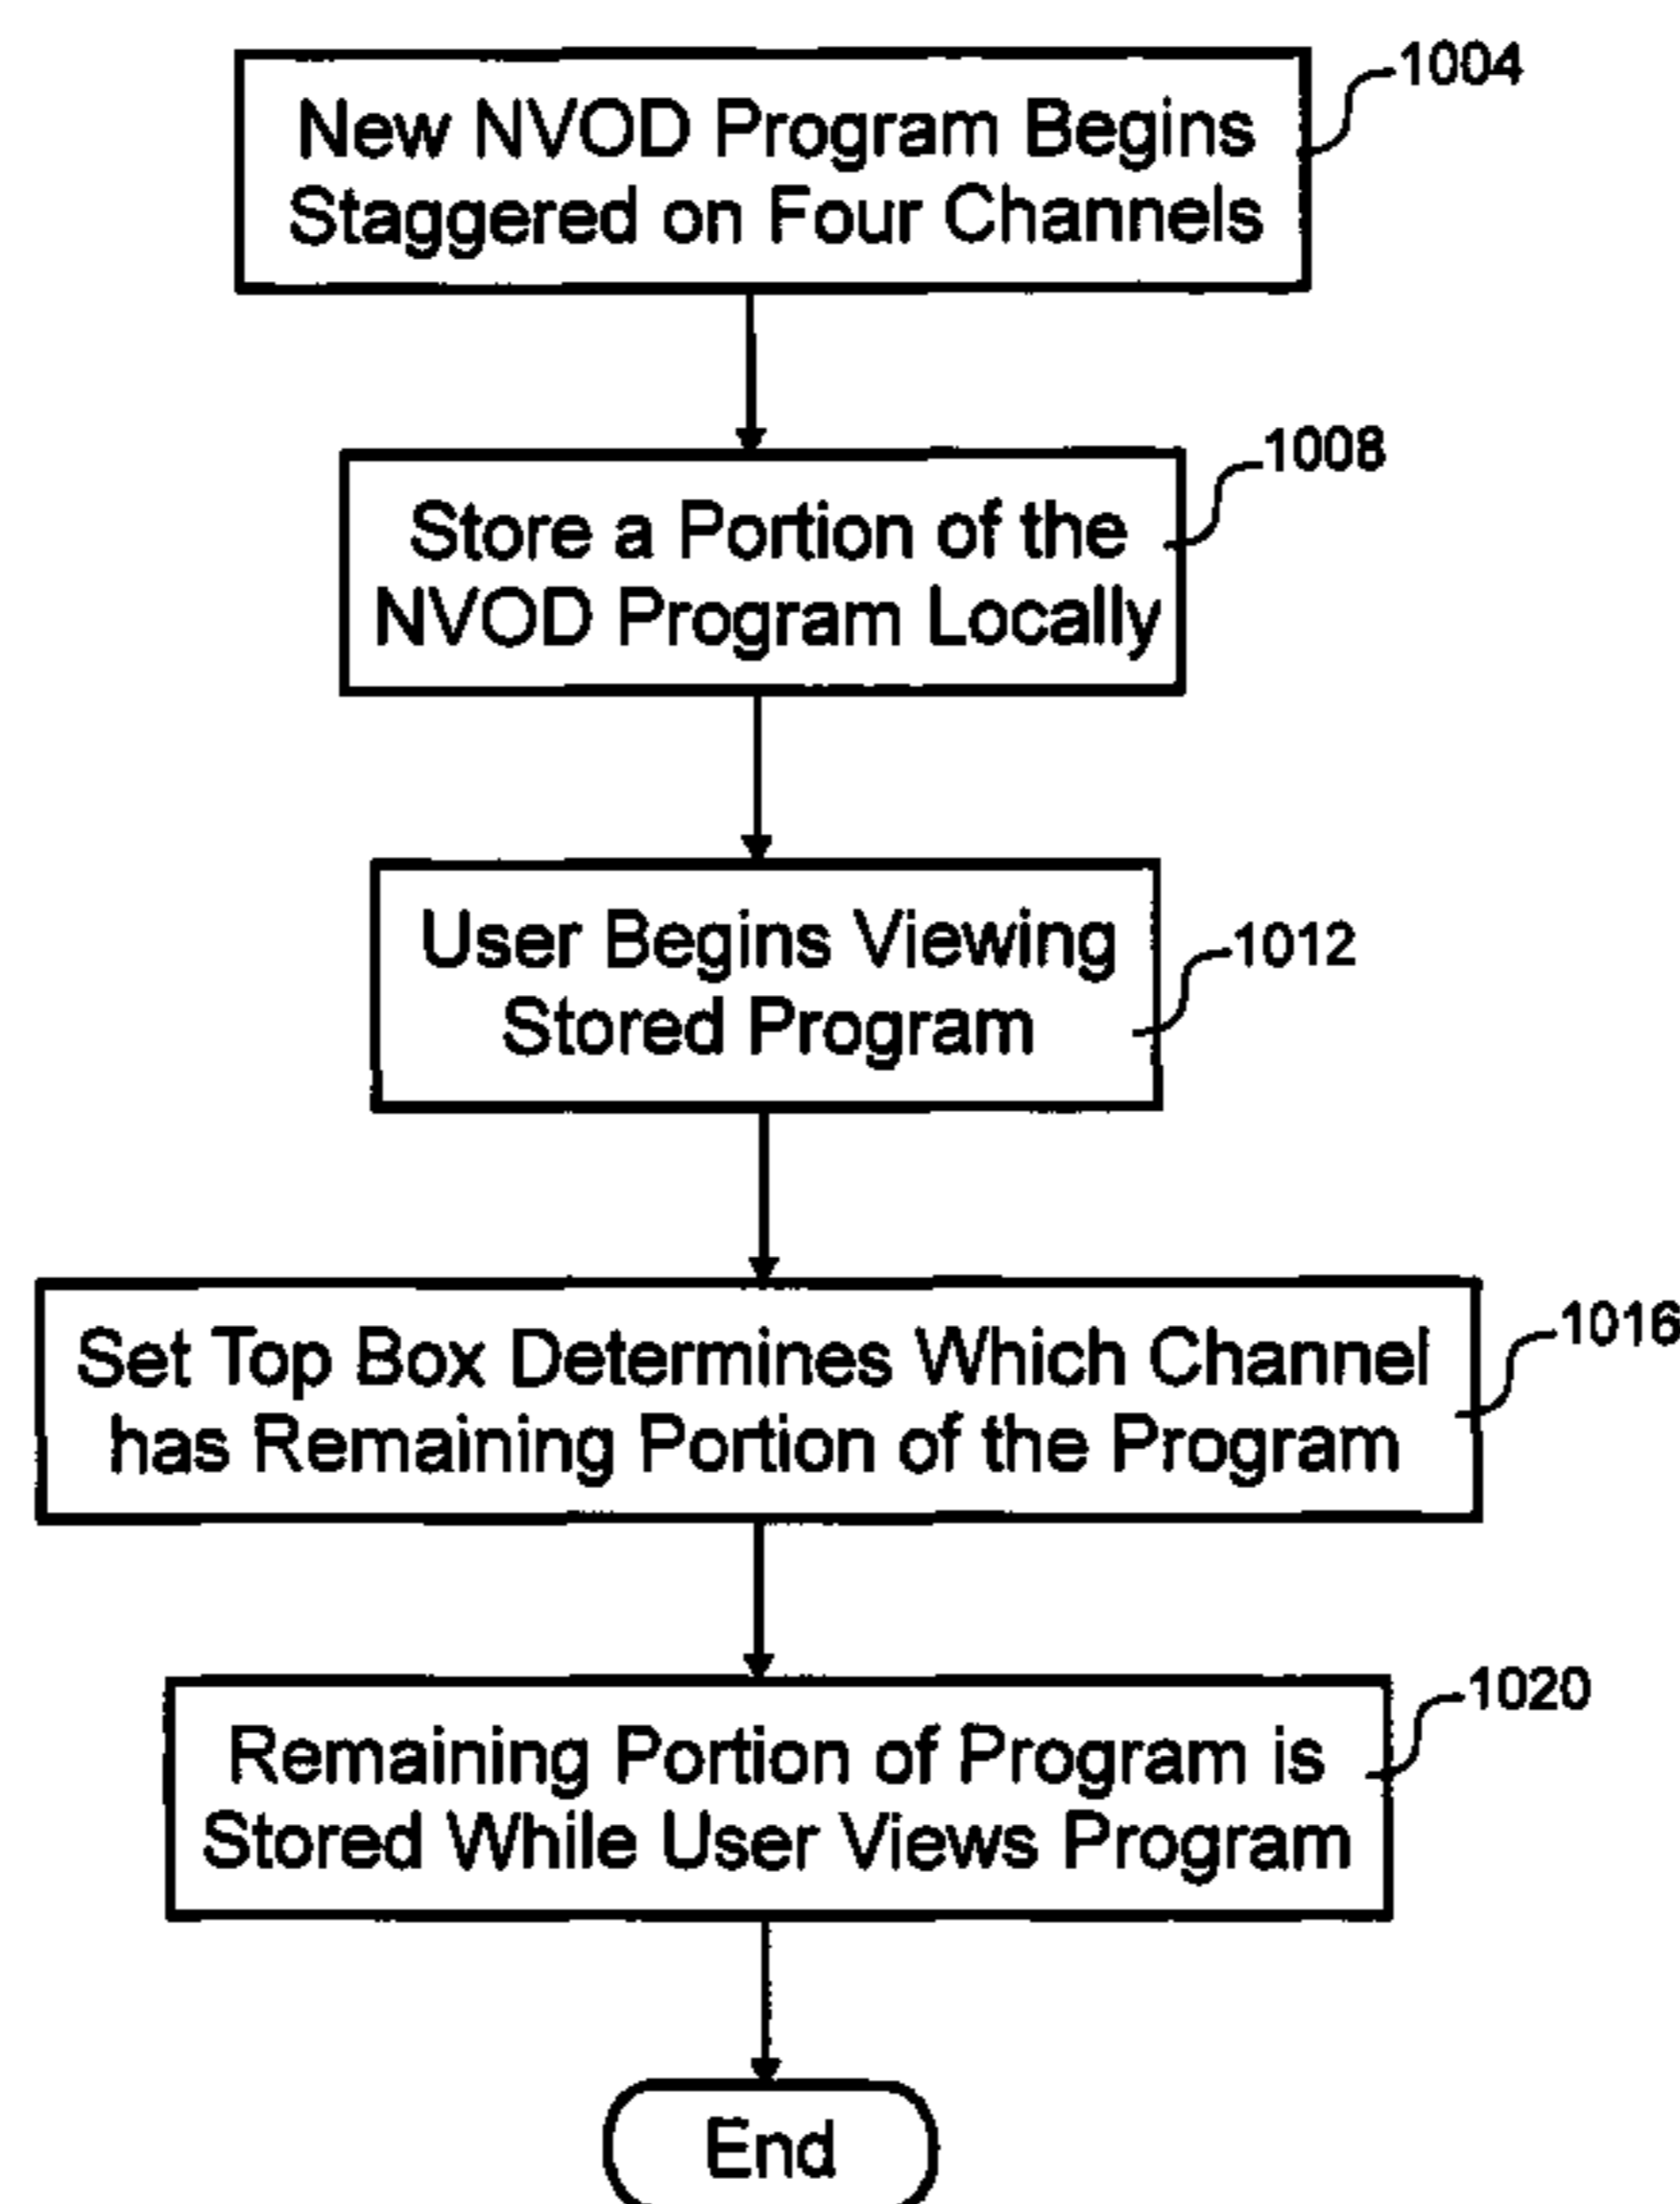 1004
New NVOD Program Begins
Staggered on Four Channels
1008
Store a Portion of the
NVOD Program Locally
User Begins Viewing
1012
Stored Program
1016
Set Top Box Determines Which Channel
has Remaining Portion of the Program
1020
Remaining Portion of Program is
Stored While User Views Program
End